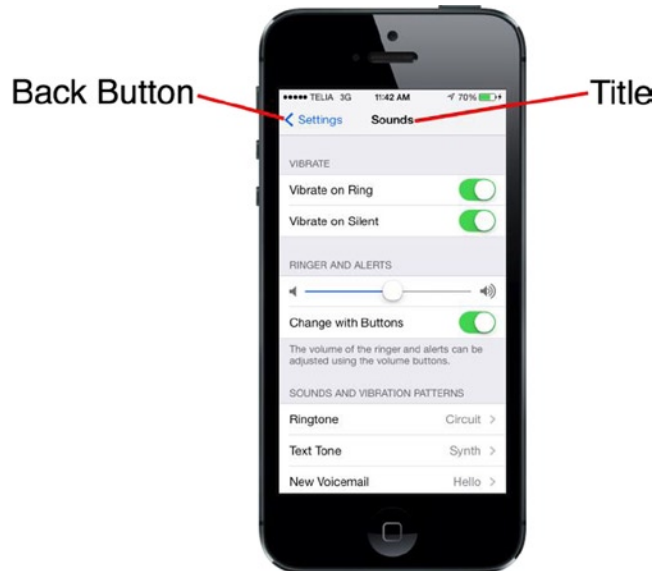 Back Button
Title
TELIA 3G 11:42 AM 70%
Settings Sounds
VIBRATE
Vibrate on Ring
Vibrate on Silent
RINGER AND ALERTS
Change with Buttons
The volume of the ringer and alerts can be
adjusted using the volume buttons.
SOUNDS AND VIBRATION PATTERNS
Ringtone Circuit
Text Tone Synth
New Voicemail Hello